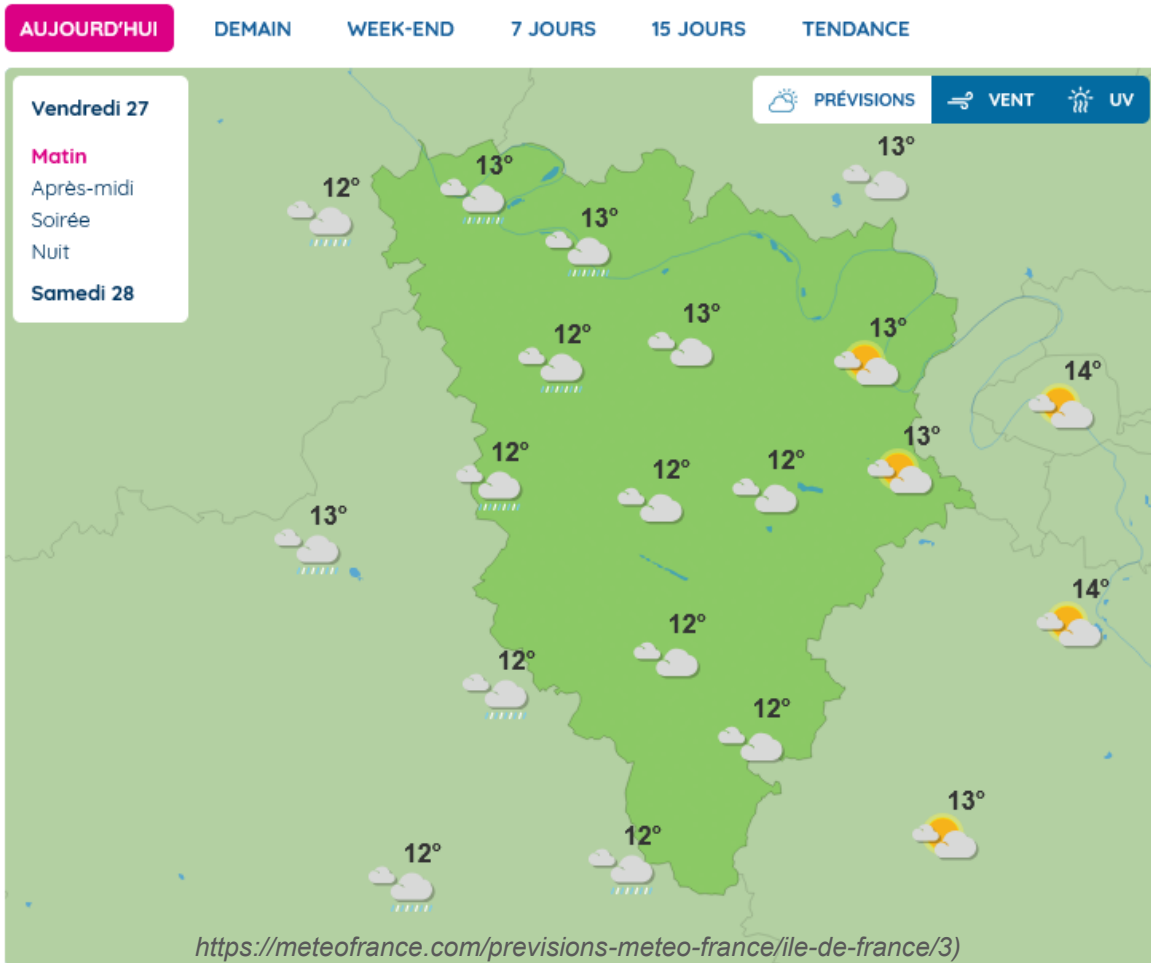 AUJOURD'HUI DEMAIN WEEK-END 7 JOURS 15 JOURS TENDANCE
Vendredi 27
Matin
Après-midi
Soirée
Nuit
Samedi 28
PRÉVISIONS VENT UV
13°
13°
12°
13°
13°
13°
12°
14°
13°
12°
12°
12°
13°
14°
12°
12°
12°
13°
12°
12°
https://meteofrance.com/previsions-meteo-france/ile-de-france/3)